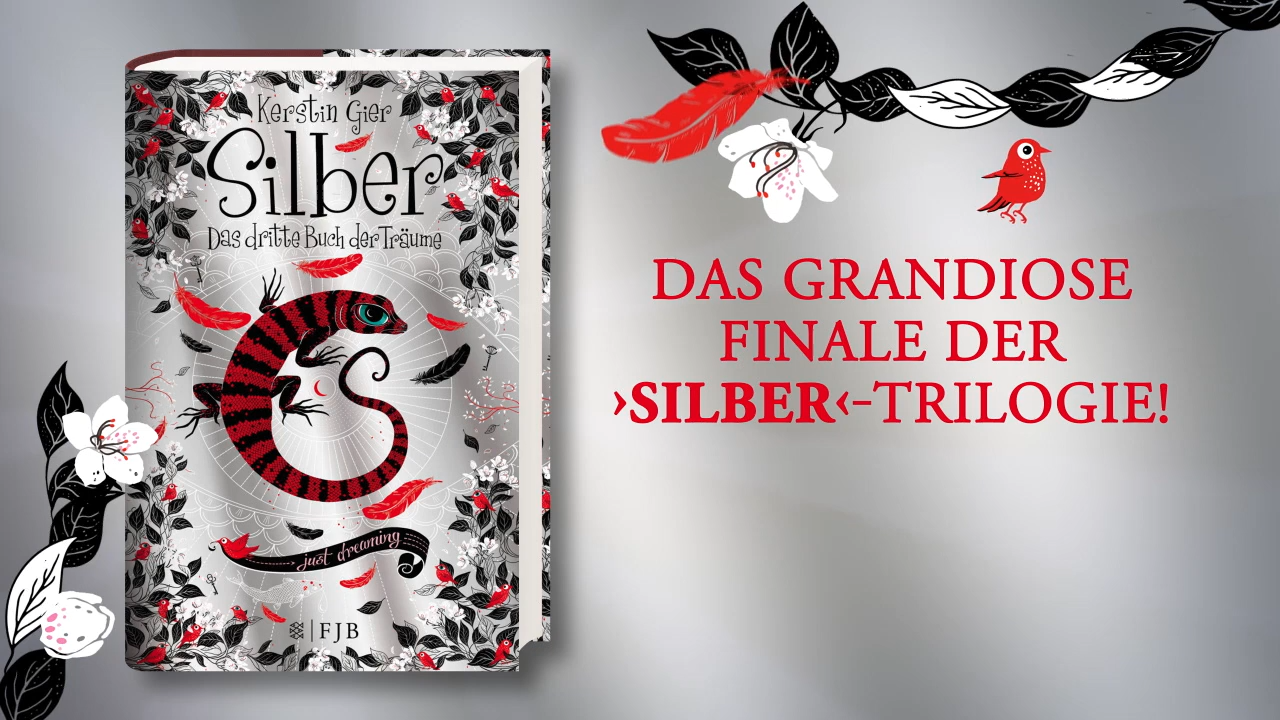 Kerstin Gier
Silber
Das dritte Buch der Träume
just dreaming
FJB
DAS GRANDIOSE
FINALE DER
›SILBER‹-TRILOGIE!